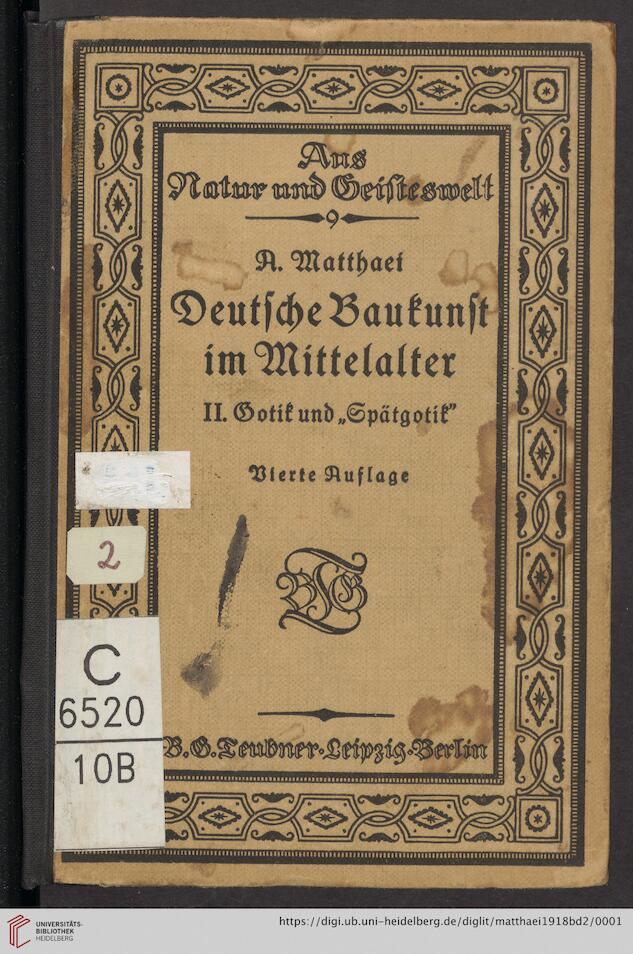 Aus
Natur und Geisteswelt
9
A. Matthaei
Deutsche Baukunst
im Mittelalter
II. Gotik und „Spätgotik”
Vierte Auflage
2
C
6520
10B
B.G.Teubner·Leipzig·Berlin
UNIVERSITÄTS-
BIBLIOTHEK
HEIDELBERG
https://digi.ub.uni-heidelberg.de/diglit/matthaei1918bd2/0001